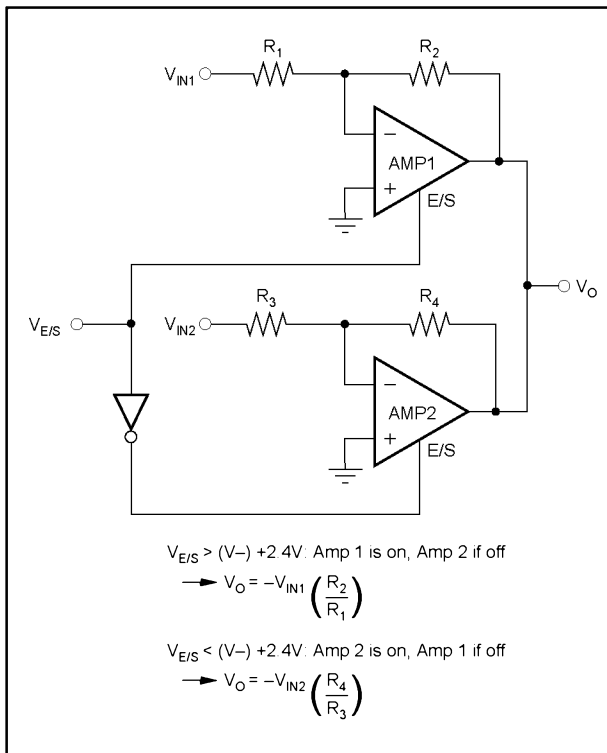 R1 R2
VIN1
−
AMP1
+
E/S
VO
R3 R4
VE/S
VIN2
−
AMP2
+
E/S
VE/S > (V–) +2.4V: Amp 1 is on, Amp 2 if off
VO = –VIN1 (R2/R1)
VE/S < (V–) +2.4V: Amp 2 is on, Amp 1 if off
VO = –VIN2 (R4/R3)